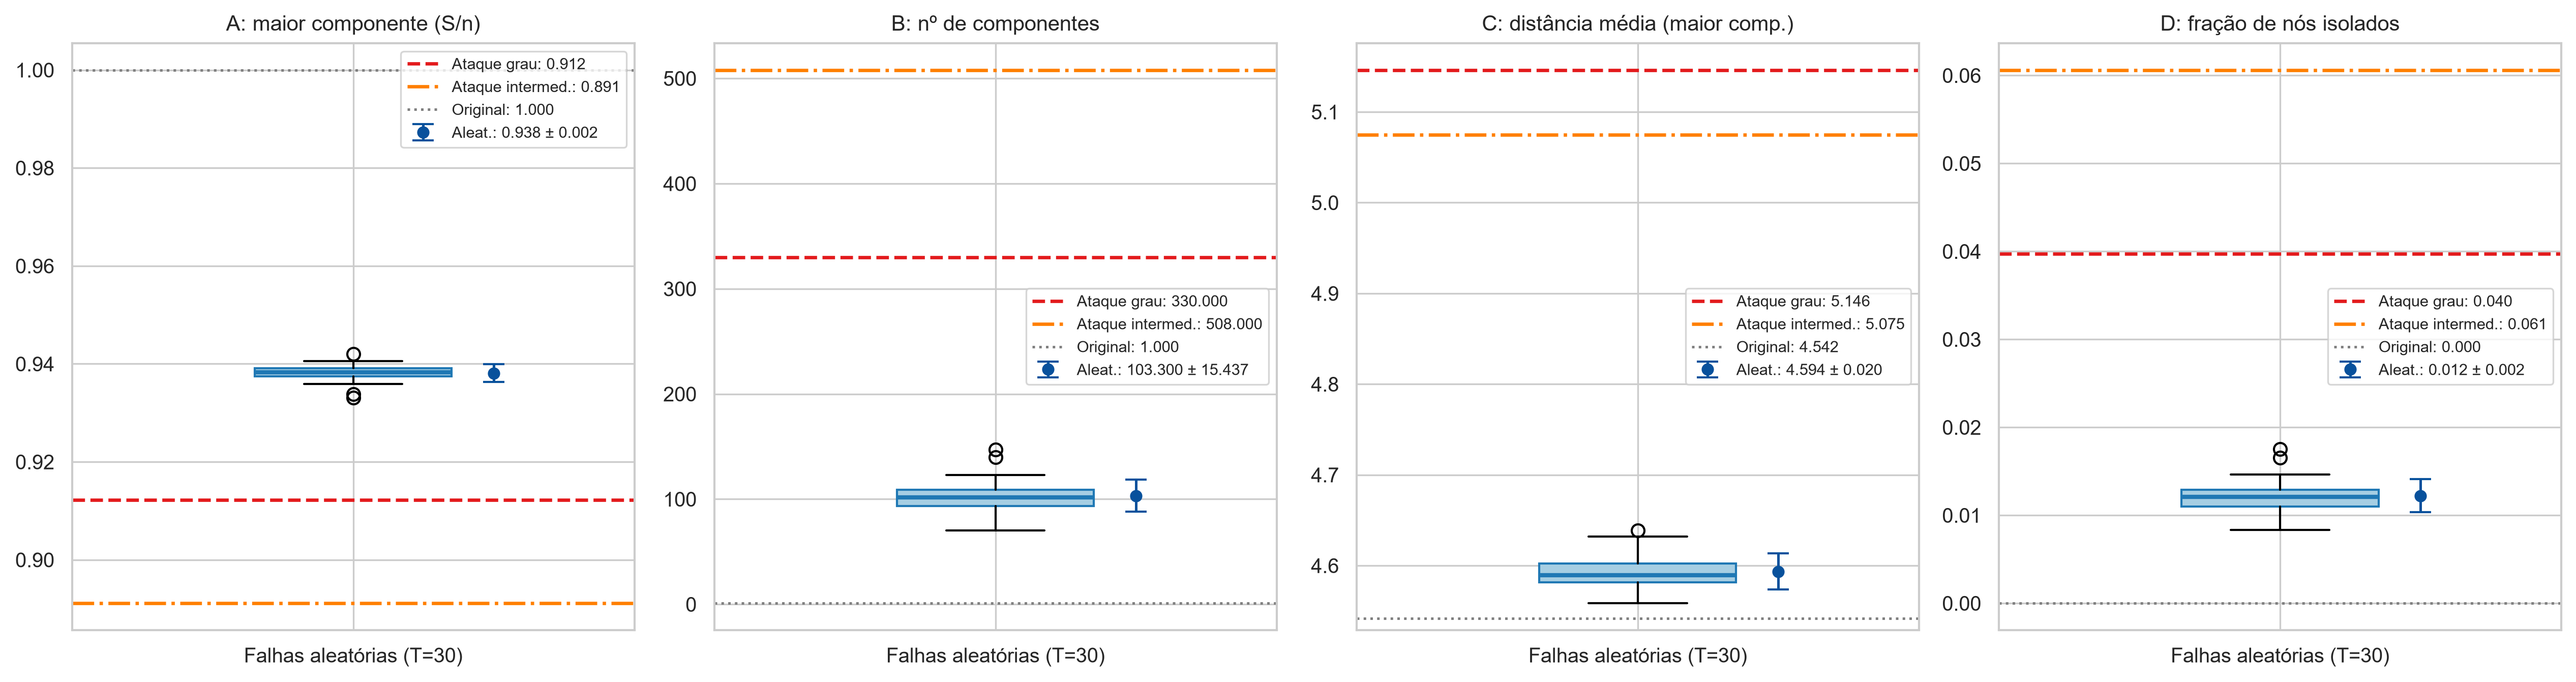 A: maior componente (S/n)
1.00
0.98
0.96
0.94
0.92
0.90
Ataque grau: 0.912
Ataque intermed.: 0.891
Original: 1.000
Aleat.: 0.938 ± 0.002
Falhas aleatórias (T=30)
B: nº de componentes
500
400
300
200
100
0
Ataque grau: 330.000
Ataque intermed.: 508.000
Original: 1.000
Aleat.: 103.300 ± 15.437
Falhas aleatórias (T=30)
C: distância média (maior comp.)
5.1
5.0
4.9
4.8
4.7
4.6
Ataque grau: 5.146
Ataque intermed.: 5.075
Original: 4.542
Aleat.: 4.594 ± 0.020
Falhas aleatórias (T=30)
D: fração de nós isolados
0.06
0.05
0.04
0.03
0.02
0.01
0.00
Ataque grau: 0.040
Ataque intermed.: 0.061
Original: 0.000
Aleat.: 0.012 ± 0.002
Falhas aleatórias (T=30)